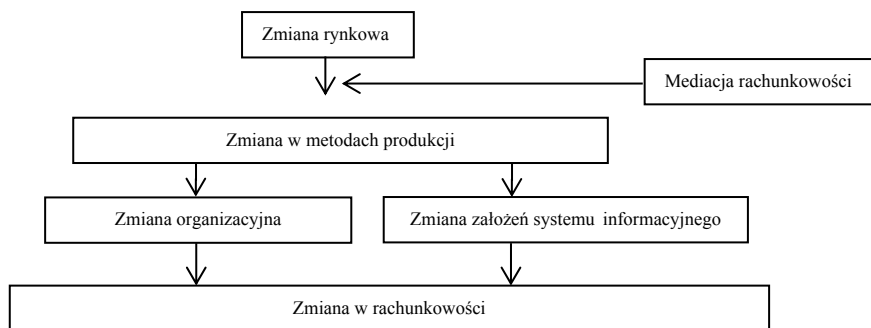 Zmiana rynkowa
Mediacja rachunkowości
Zmiana w metodach produkcji
Zmiana organizacyjna
Zmiana założeń systemu informacyjnego
Zmiana w rachunkowości